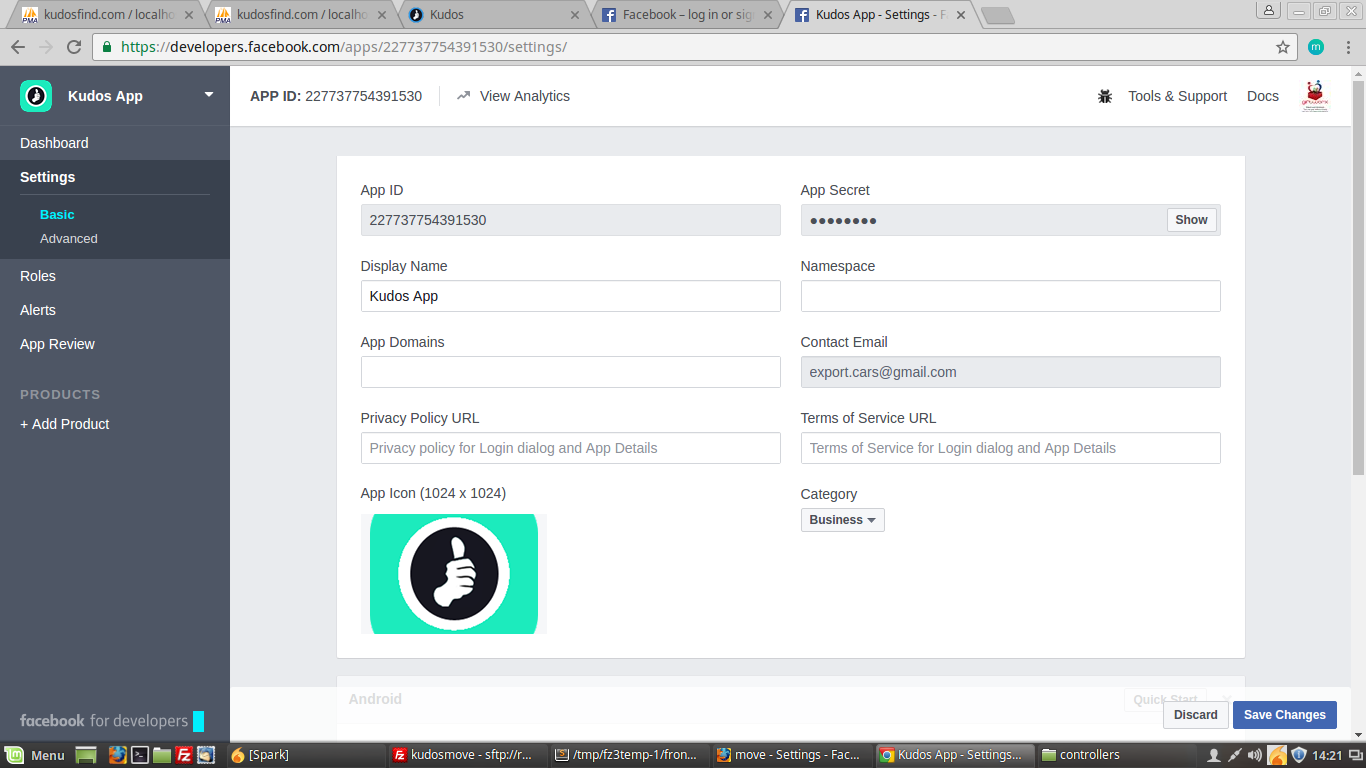 kudosfind.com / localho
kudosfind.com / localho
Kudos
Facebook – log in or sig
Kudos App - Settings - F
https://developers.facebook.com/apps/227737754391530/settings/
m
Kudos App
APP ID: 227737754391530
View Analytics
Tools & Support
Docs
Dashboard
Settings
Basic
Advanced
Roles
Alerts
App Review
PRODUCTS
+ Add Product
facebook for developers
App ID
227737754391530
App Secret
●●●●●●●●
Show
Display Name
Kudos App
Namespace
App Domains
Contact Email
export.cars@gmail.com
Privacy Policy URL
Privacy policy for Login dialog and App Details
Terms of Service URL
Terms of Service for Login dialog and App Details
App Icon (1024 x 1024)
Category
Business
Android
Quick Start
Discard
Save Changes
Menu
[Spark]
kudosmove - sftp://r...
/tmp/fz3temp-1/fron...
move - Settings - Fac...
Kudos App - Settings...
controllers
14:21